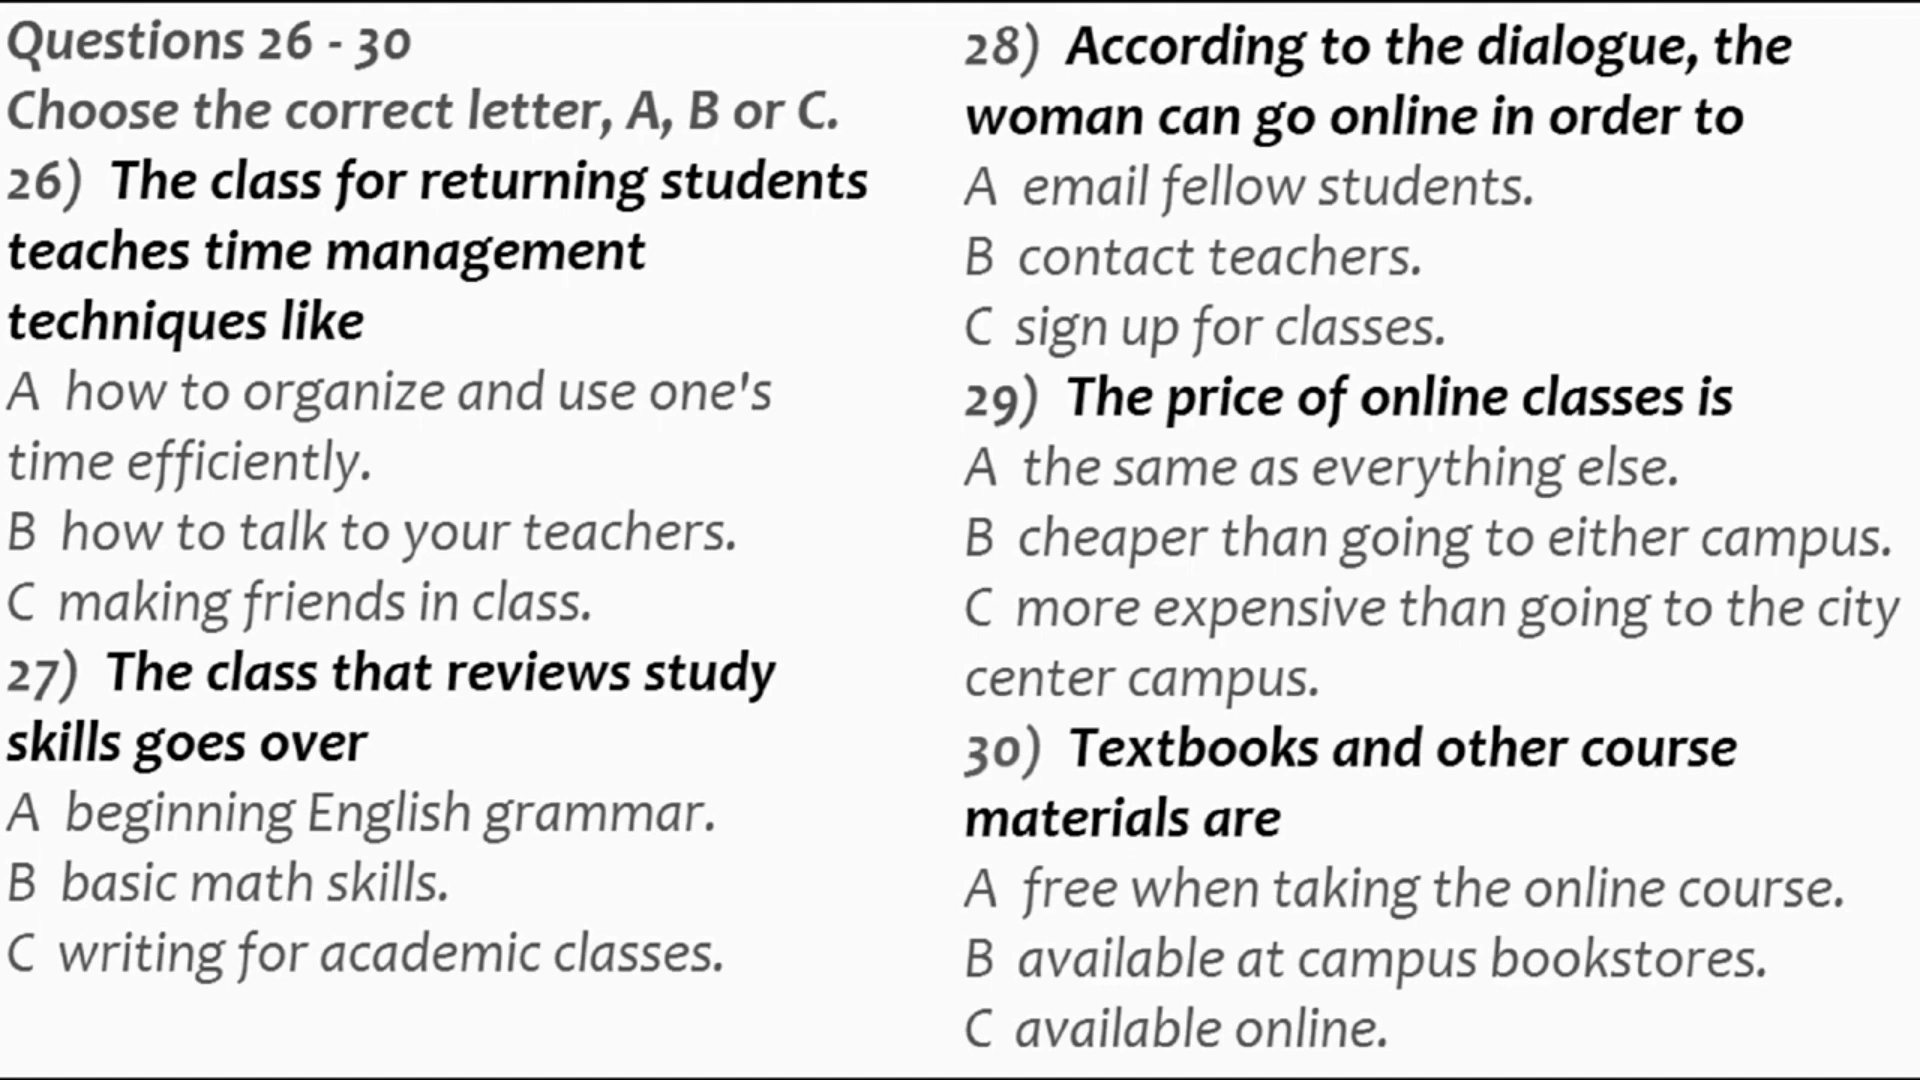 Questions 26 - 30
Choose the correct letter, A, B or C.
26) The class for returning students
teaches time management
techniques like
A how to organize and use one's
time efficiently.
B how to talk to your teachers.
C making friends in class.
27) The class that reviews study
skills goes over
A beginning English grammar.
B basic math skills.
C writing for academic classes.
28) According to the dialogue, the
woman can go online in order to
A email fellow students.
B contact teachers.
C sign up for classes.
29) The price of online classes is
A the same as everything else.
B cheaper than going to either campus.
C more expensive than going to the city
center campus.
30) Textbooks and other course
materials are
A free when taking the online course.
B available at campus bookstores.
C available online.